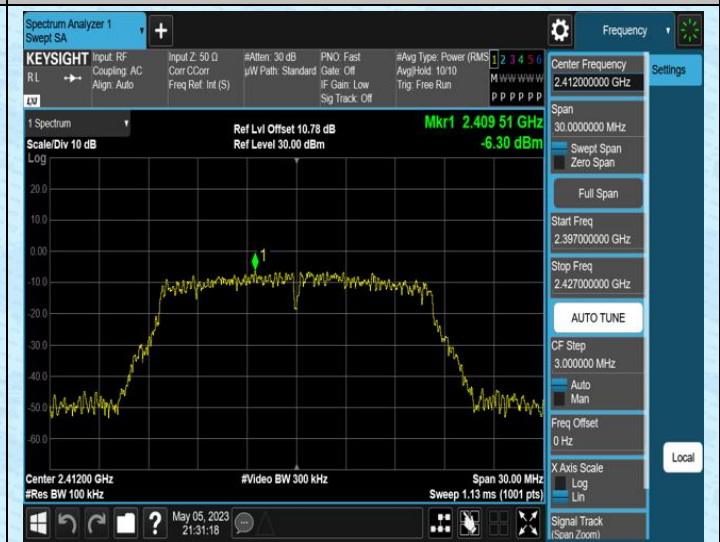 Spectrum Analyzer 1
Swept SA
+
Frequency
KEYSIGHT
RL
LXI
Input: RF
Coupling: AC
Align: Auto
Input Z: 50 Ω
Corr CCorr
Freq Ref: Int (S)
#Atten: 30 dB
µW Path: Standard
PNO: Fast
Gate: Off
IF Gain: Low
Sig Track: Off
#Avg Type: Power (RMS
Avg|Hold: 10/10
Trig: Free Run
1 2 3 4 5 6
M W W W W W
P P P P P P
1 Spectrum
Scale/Div 10 dB
Log
Ref Lvl Offset 10.78 dB
Ref Level 30.00 dBm
Mkr1 2.409 51 GHz
-6.30 dBm
20.0
10.0
0.00
-10.0
-20.0
-30.0
-40.0
-50.0
-60.0
1
Center 2.41200 GHz
#Res BW 100 kHz
#Video BW 300 kHz
Span 30.00 MHz
Sweep 1.13 ms (1001 pts)
Center Frequency
2.412000000 GHz
Settings
Span
30.0000000 MHz
Swept Span
Zero Span
Full Span
Start Freq
2.397000000 GHz
Stop Freq
2.427000000 GHz
AUTO TUNE
CF Step
3.000000 MHz
Auto
Man
Freq Offset
0 Hz
X Axis Scale
Log
Lin
Local
Signal Track
(Span Zoom)
?
May 05, 2023
21:31:18